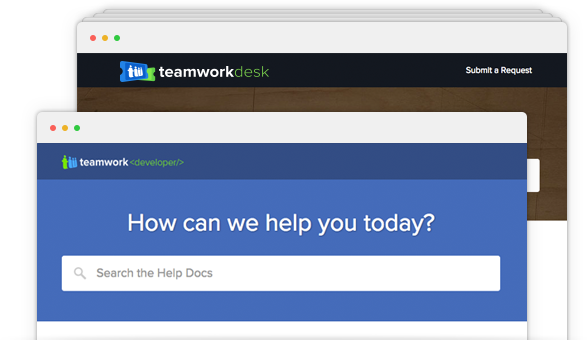 teamworkdesk
Submit a Request
teamwork <developer/>
How can we help you today?
Search the Help Docs